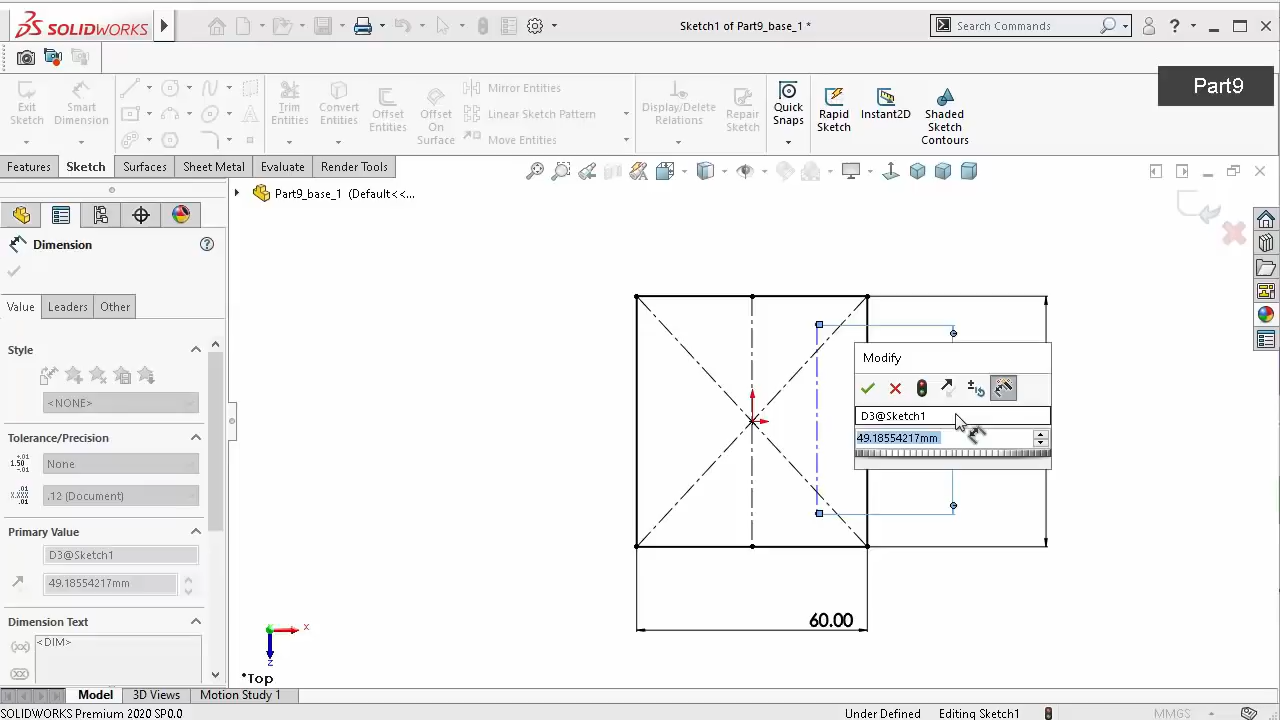 SOLIDWORKS
Sketch1 of Part9_base_1 *
Search Commands
?
Part9
Exit Sketch
Smart Dimension
Trim Entities
Convert Entities
Offset Entities
Offset On Surface
Mirror Entities
Linear Sketch Pattern
Move Entities
Display/Delete Relations
Repair Sketch
Quick Snaps
Rapid Sketch
Instant2D
Shaded Sketch Contours
Features
Sketch
Surfaces
Sheet Metal
Evaluate
Render Tools
Part9_base_1 (Default<<...
Dimension
?
Value
Leaders
Other
Style
<NONE>
Tolerance/Precision
None
.12 (Document)
Primary Value
D3@Sketch1
49.18554217mm
Dimension Text
<DIM>
Modify
D3@Sketch1
49.18554217mm
60.00
x
z
*Top
Model
3D Views
Motion Study 1
SOLIDWORKS Premium 2020 SP0.0
Under Defined
Editing Sketch1
MMGS